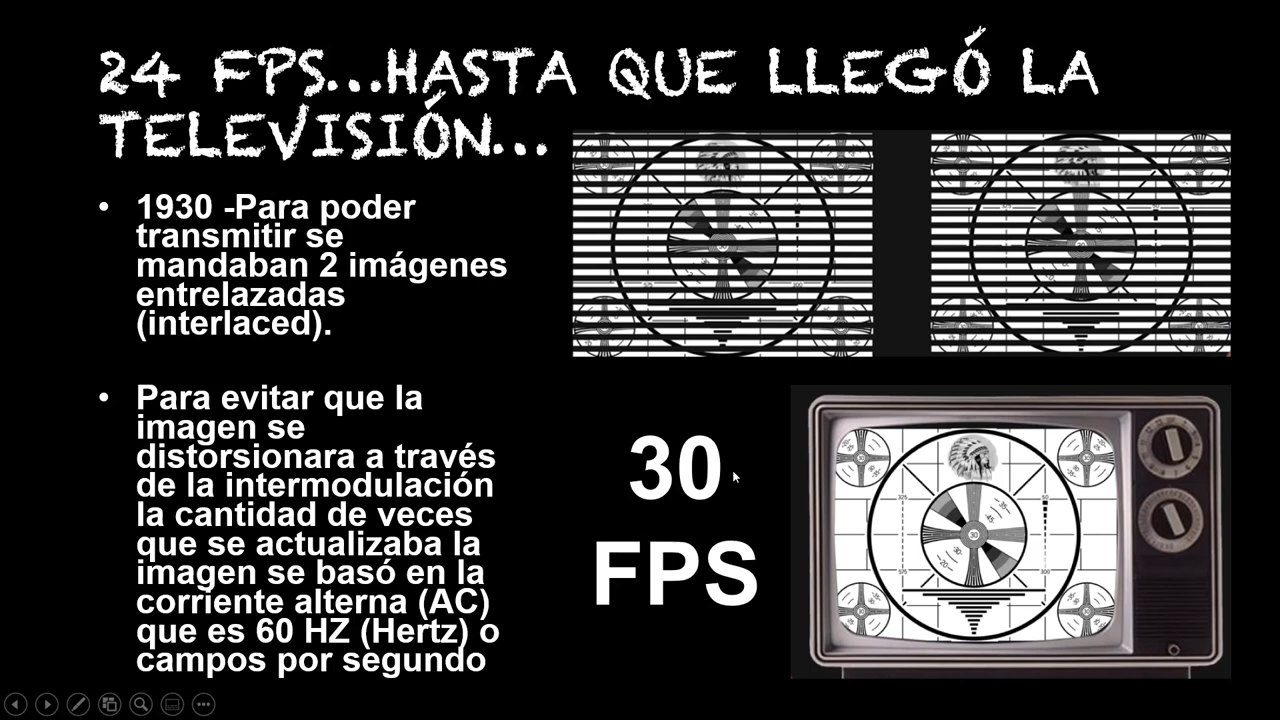 24 FPS...HASTA QUE LLEGÓ LA
TELEVISIÓN...
• 1930 -Para poder
transmitir se
mandaban 2 imágenes
entrelazadas
(interlaced).
• Para evitar que la
imagen se
distorsionara a través
de la intermodulación
la cantidad de veces
que se actualizaba la
imagen se basó en la
corriente alterna (AC)
que es 60 HZ (Hertz) o
campos por segundo
30
FPS